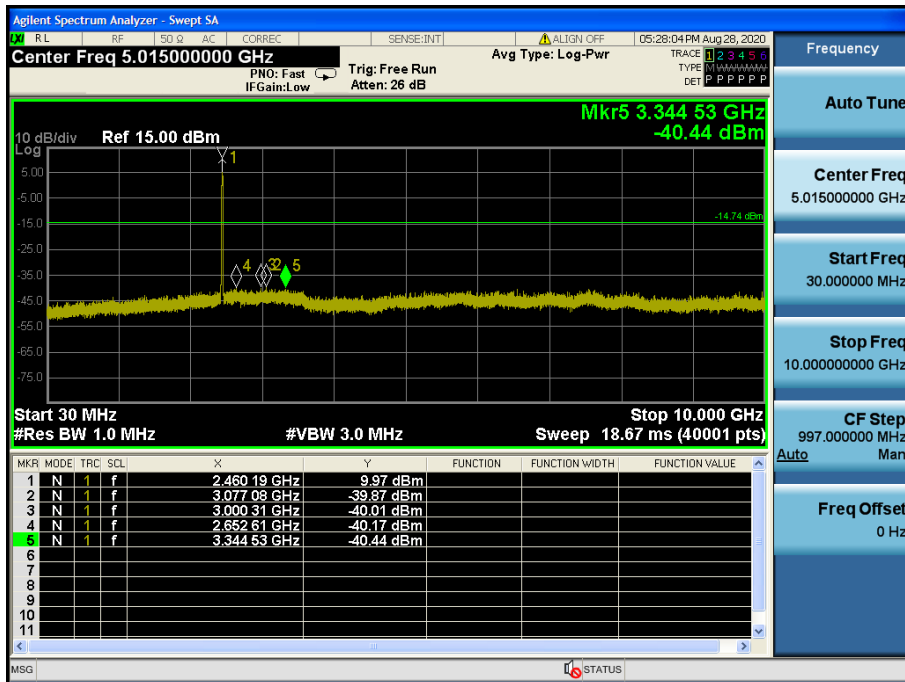 Agilent Spectrum Analyzer - Swept SA
LXI RL RF 50 Ω AC CORREC SENSE:INT ALIGN OFF 05:28:04 PM Aug 28, 2020
Center Freq 5.015000000 GHz
PNO: Fast
IFGain:Low
Trig: Free Run
Atten: 26 dB
Avg Type: Log-Pwr
TRACE 1 2 3 4 5 6
TYPE M WWWWW
DET P P P P P P
Mkr5 3.344 53 GHz
-40.44 dBm
10 dB/div Ref 15.00 dBm
Log
1
5.00
-5.00
-15.0
-14.74 dBm
-25.0
4 3 2 5
-35.0
-45.0
-55.0
-65.0
-75.0
Start 30 MHz Stop 10.000 GHz
#Res BW 1.0 MHz #VBW 3.0 MHz Sweep 18.67 ms (40001 pts)
MKR MODE TRC SCL X Y FUNCTION FUNCTION WIDTH FUNCTION VALUE
1 N 1 f 2.460 19 GHz 9.97 dBm
2 N 1 f 3.077 08 GHz -39.87 dBm
3 N 1 f 3.000 31 GHz -40.01 dBm
4 N 1 f 2.652 61 GHz -40.17 dBm
5 N 1 f 3.344 53 GHz -40.44 dBm
6
7
8
9
10
11
MSG STATUS
Frequency
Auto Tune
Center Freq
5.015000000 GHz
Start Freq
30.000000 MHz
Stop Freq
10.000000000 GHz
CF Step
997.000000 MHz
Auto Man
Freq Offset
0 Hz